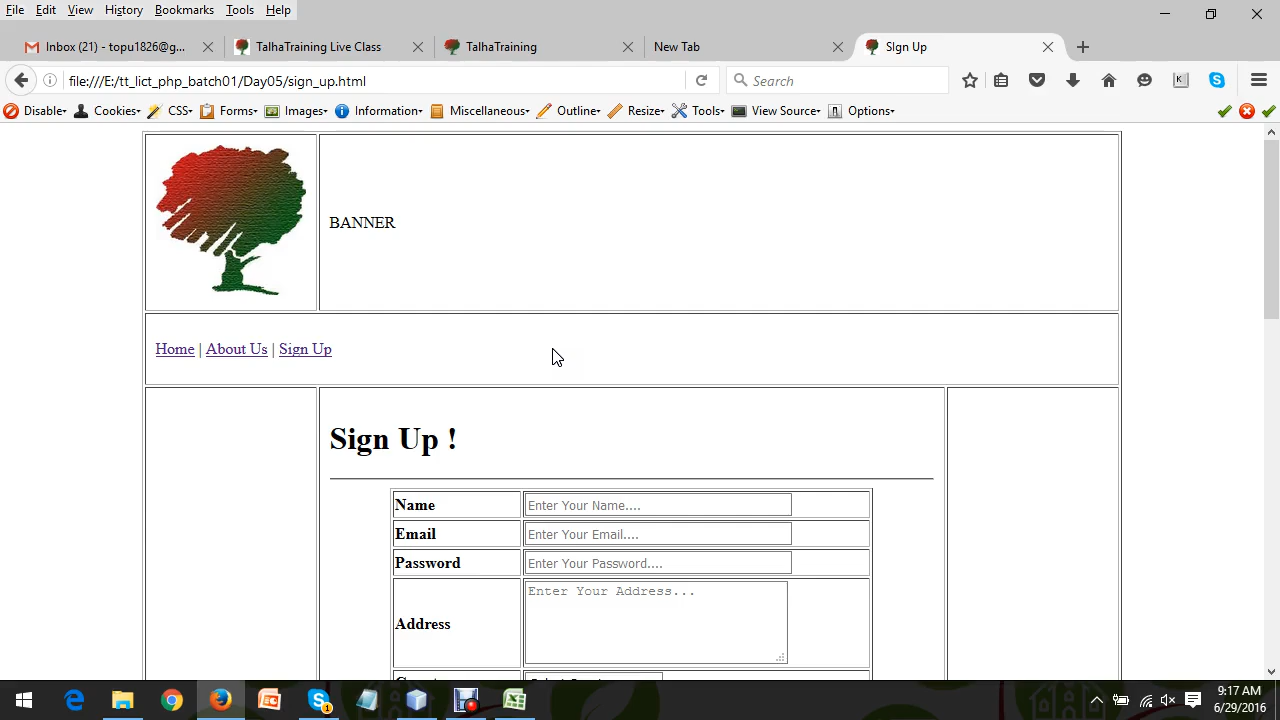 File Edit View History Bookmarks Tools Help
Inbox (21) - topu1826@g...
TalhaTraining Live Class
TalhaTraining
New Tab
SIgn Up
file:///E:/tt_lict_php_batch01/Day05/sign_up.html
Search
Disable Cookies CSS Forms Images Information Miscellaneous Outline Resize Tools View Source Options
BANNER
Home | About Us | Sign Up
Sign Up !
Name Enter Your Name....
Email Enter Your Email....
Password Enter Your Password....
Enter Your Address...
Address
9:17 AM
6/29/2016